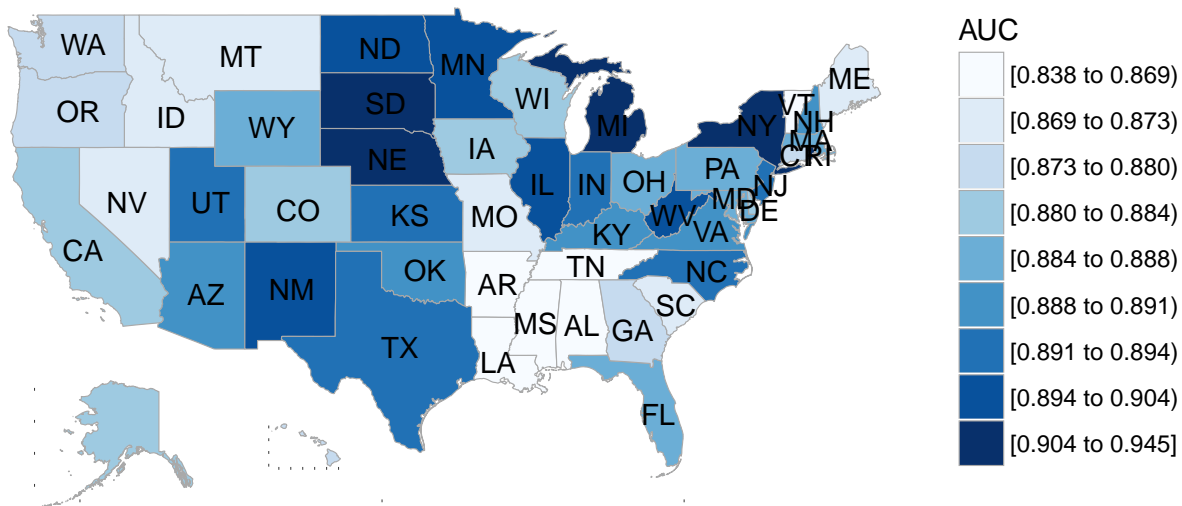 AUC
[0.838 to 0.869)
[0.869 to 0.873)
[0.873 to 0.880)
[0.880 to 0.884)
[0.884 to 0.888)
[0.888 to 0.891)
[0.891 to 0.894)
[0.894 to 0.904)
[0.904 to 0.945]
WA
MT
ND
MN
ME
OR
ID
WY
SD
WI
MI
NY
VT
NH
MA
CT
RI
NE
IA
PA
NJ
NV
UT
CO
KS
MO
IL
IN
OH
MD
DE
WV
VA
KY
CA
AZ
NM
OK
AR
TN
NC
SC
TX
LA
MS
AL
GA
FL